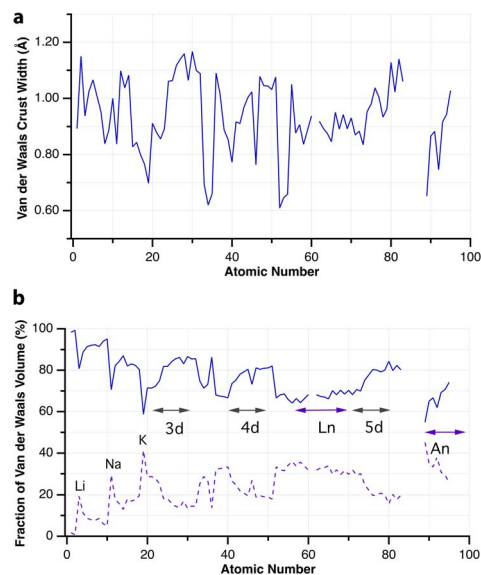 a
Van der Waals Crust Width (Å)
1.20
1.00
0.80
0.60
0 20 40 60 80 100
Atomic Number
b
Fraction of Van der Waals Volume (%)
100
80
60
40
20
0
3d 4d Ln 5d An
K
Na
Li
0 20 40 60 80 100
Atomic Number